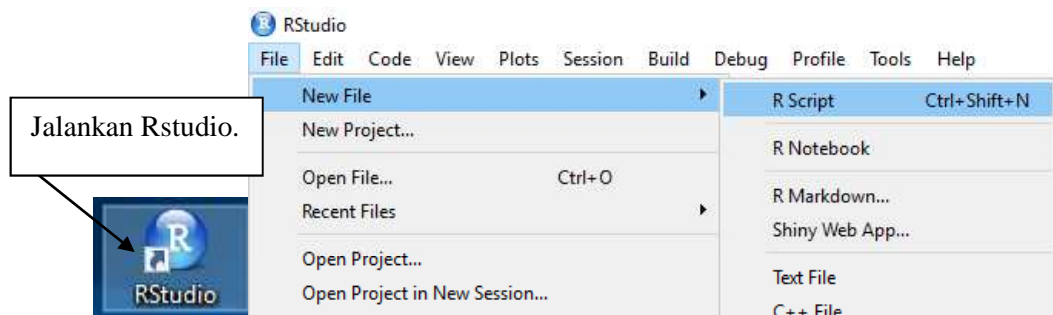 RStudio
File Edit Code View Plots Session Build Debug Profile Tools Help
New File
New Project...
Open File... Ctrl+O
Recent Files
Open Project...
Open Project in New Session...
R Script Ctrl+Shift+N
R Notebook
R Markdown...
Shiny Web App...
Text File
C++ File
Jalankan Rstudio.
R
RStudio